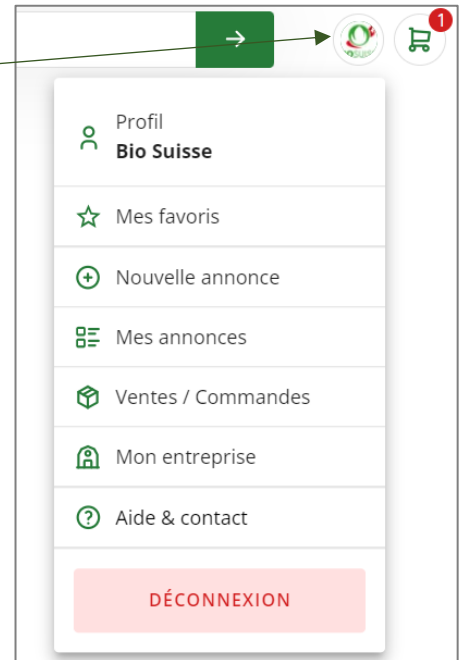 1
Profil
Bio Suisse
Mes favoris
Nouvelle annonce
Mes annonces
Ventes / Commandes
Mon entreprise
Aide & contact
DÉCONNEXION